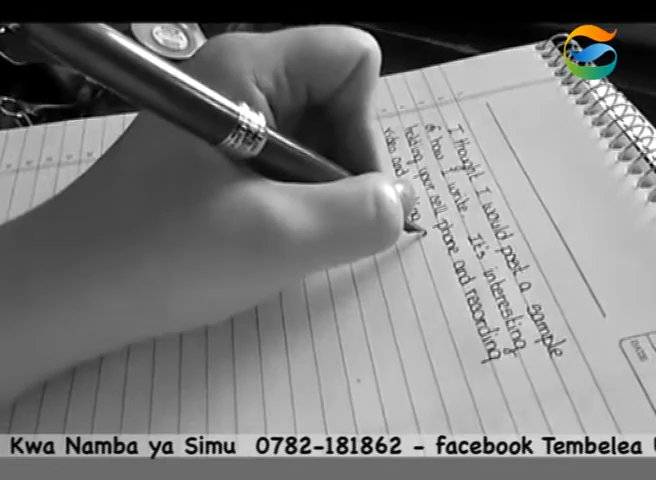 I thought I would post a sample
of how I write. It's interesting
holding your cell phone and recording
video and
Kwa Namba ya Simu 0782-181862 - facebook Tembelea